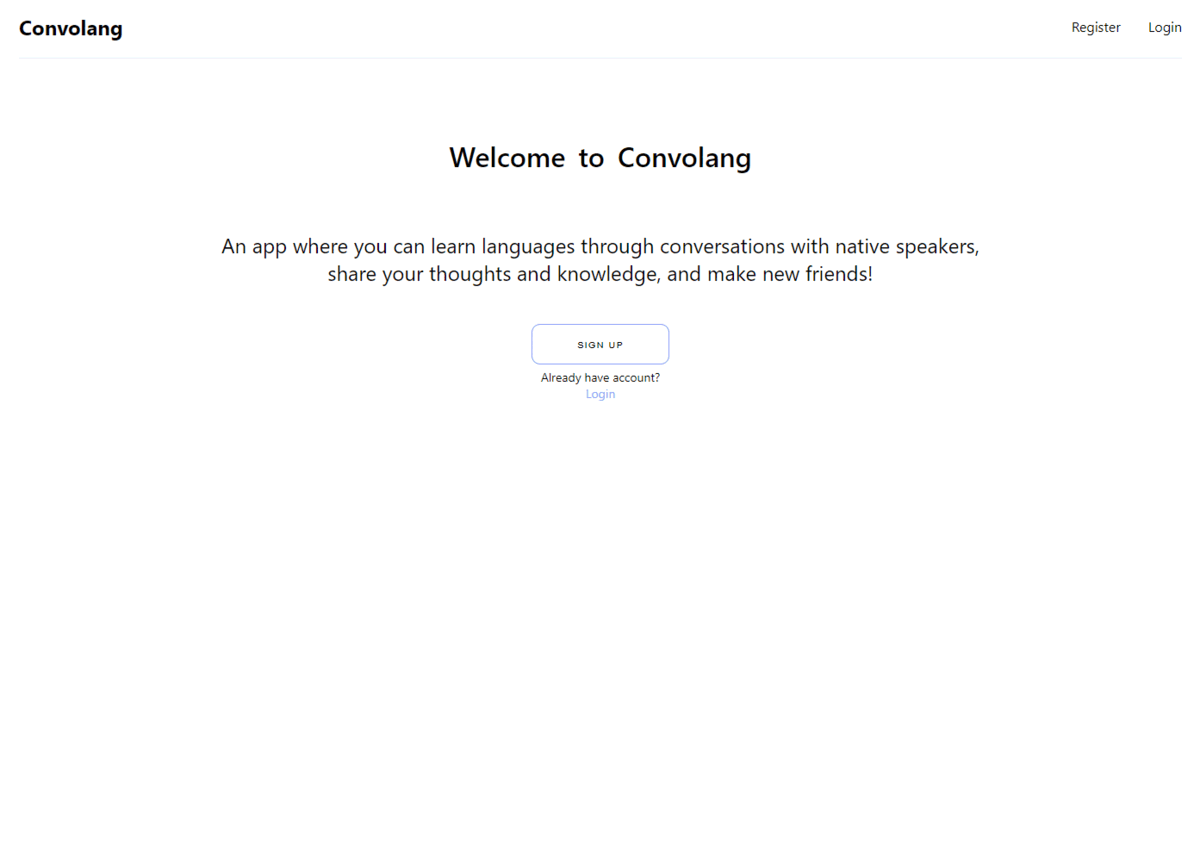 Convolang
Register Login
Welcome to Convolang
An app where you can learn languages through conversations with native speakers,
share your thoughts and knowledge, and make new friends!
SIGN UP
Already have account?
Login